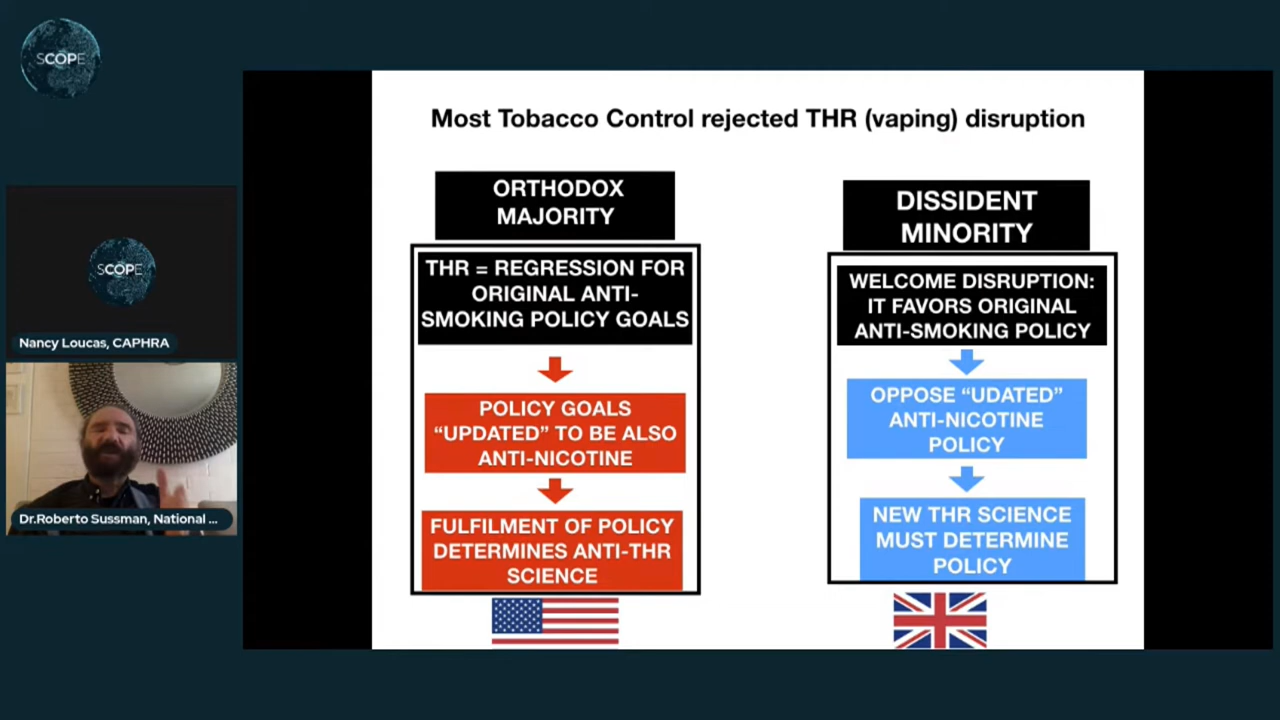 SCOPE
Most Tobacco Control rejected THR (vaping) disruption
ORTHODOX
MAJORITY
THR = REGRESSION FOR
ORIGINAL ANTI-
SMOKING POLICY GOALS
POLICY GOALS
“UPDATED” TO BE ALSO
ANTI-NICOTINE
FULFILMENT OF POLICY
DETERMINES ANTI-THR
SCIENCE
DISSIDENT
MINORITY
WELCOME DISRUPTION:
IT FAVORS ORIGINAL
ANTI-SMOKING POLICY
OPPOSE “UDATED”
ANTI-NICOTINE
POLICY
NEW THR SCIENCE
MUST DETERMINE
POLICY
SCOPE
Nancy Loucas, CAPHRA
Dr.Roberto Sussman, National ...